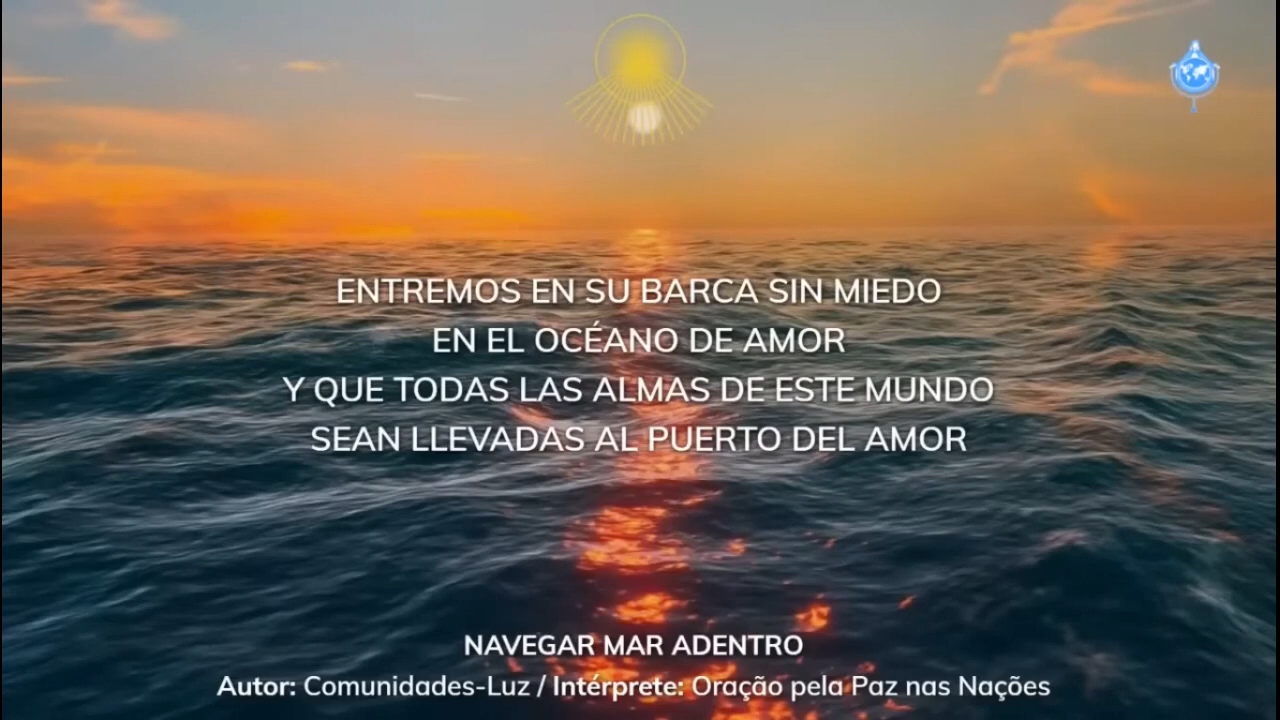 ENTREMOS EN SU BARCA SIN MIEDO
EN EL OCÉANO DE AMOR
Y QUE TODAS LAS ALMAS DE ESTE MUNDO
SEAN LLEVADAS AL PUERTO DEL AMOR
NAVEGAR MAR ADENTRO
Autor: Comunidades-Luz / Intérprete: Oração pela Paz nas Nações